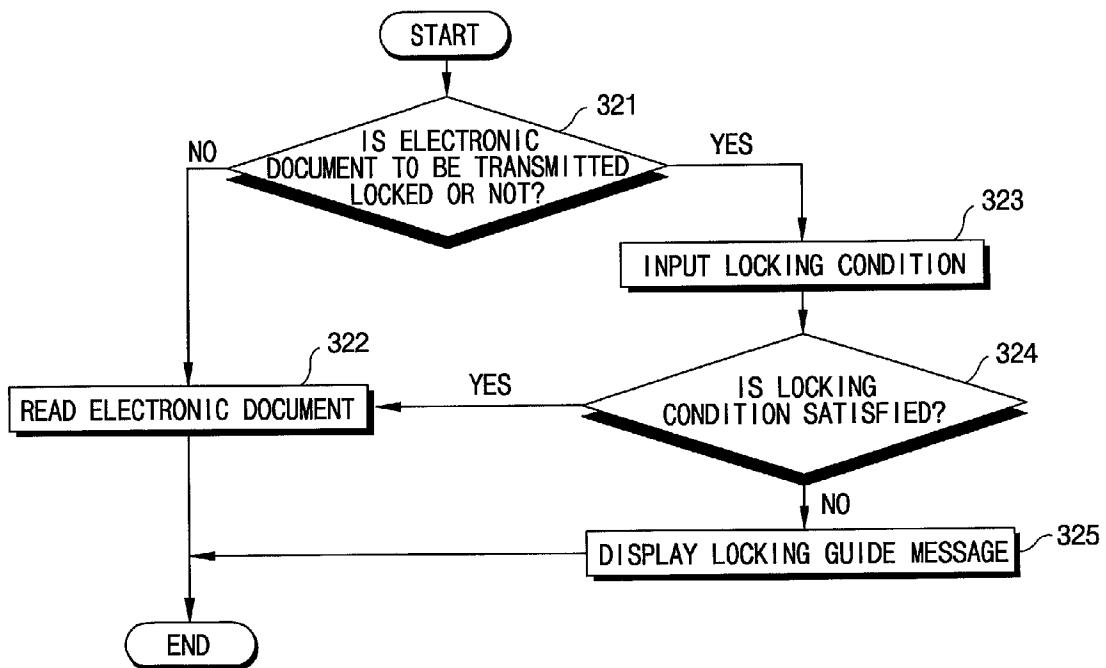 START
321
IS ELECTRONIC
DOCUMENT TO BE TRANSMITTED
LOCKED OR NOT?
NO
YES
323
INPUT LOCKING CONDITION
322
READ ELECTRONIC DOCUMENT
YES
324
IS LOCKING
CONDITION SATISFIED?
NO
DISPLAY LOCKING GUIDE MESSAGE
325
END